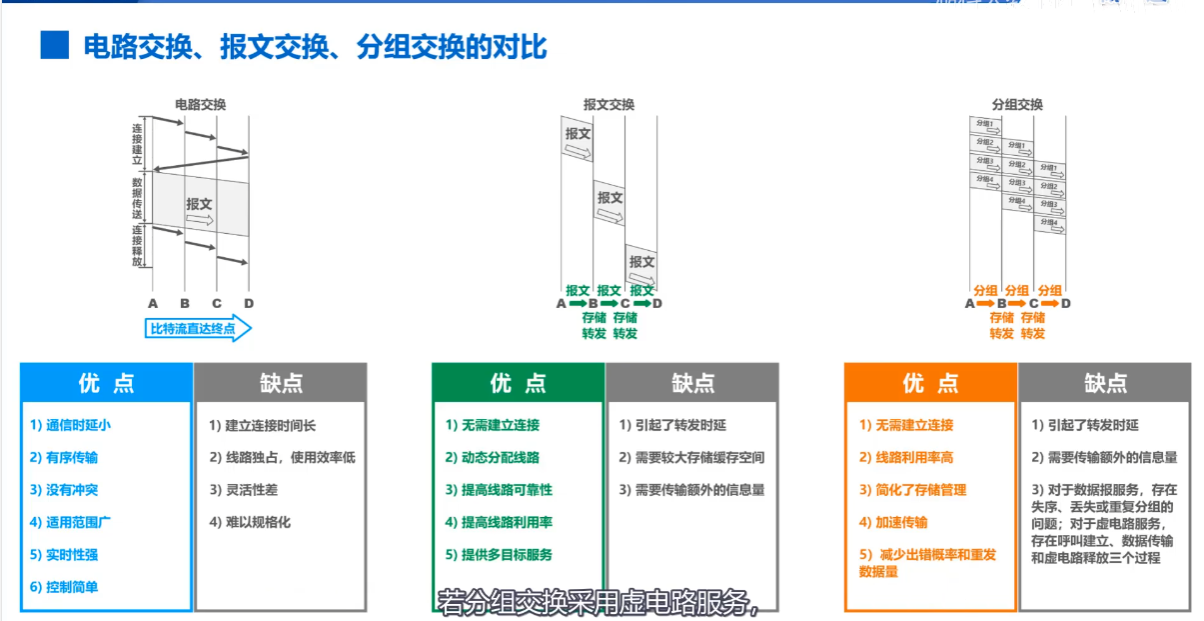 电路交换、报文交换、分组交换的对比
电路交换
连接建立
数据传送
连接释放
报文
A B C D
比特流直达终点
报文交换
报文
报文
报文
报文 报文 报文
A B C D
存储 存储
转发 转发
分组交换
分组1
分组2 分组1
分组3 分组2 分组1
分组4 分组3 分组2
分组4 分组3
分组4
分组 分组 分组
A B C D
存储 存储
转发 转发
优 点
1) 通信时延小
2) 有序传输
3) 没有冲突
4) 适用范围广
5) 实时性强
6) 控制简单
缺点
1) 建立连接时间长
2) 线路独占，使用效率低
3) 灵活性差
4) 难以规格化
优 点
1) 无需建立连接
2) 动态分配线路
3) 提高线路可靠性
4) 提高线路利用率
5) 提供多目标服务
缺点
1) 引起了转发时延
2) 需要较大存储缓存空间
3) 需要传输额外的信息量
优 点
1) 无需建立连接
2) 线路利用率高
3) 简化了存储管理
4) 加速传输
5) 减少出错概率和重发
数据量
缺点
1) 引起了转发时延
2) 需要传输额外的信息量
3) 对于数据报服务，存在
失序、丢失或重复分组的
问题；对于虚电路服务，
存在呼叫建立、数据传输
和虚电路释放三个过程
若分组交换采用虚电路服务，